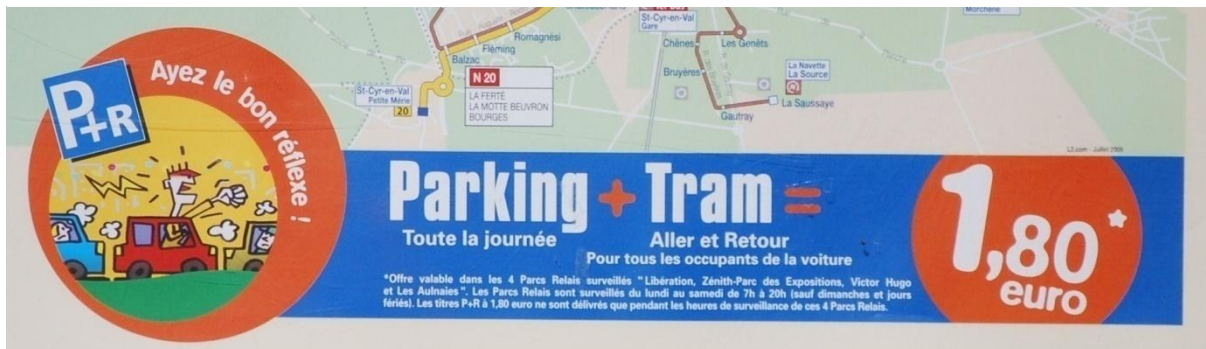 St-Cyr-en-Val
Gare
Chênes
Les Genêts
Romagnési
Fléming
Balzac
Bruyères
La Navette
La Source
N 20
LA FERTE
LA MOTTE BEUVRON
BOURGES
St-Cyr-en-Val
Petite Mérie
20
La Saussaye
Gautray
L2.com - Juillet 2009
P+R
Ayez le bon réflexe !
Parking + Tram =
Toute la journée
Aller et Retour
Pour tous les occupants de la voiture
1,80*
euro
*Offre valable dans les 4 Parcs Relais surveillés "Libération, Zénith-Parc des Expositions, Victor Hugo
et Les Aulnaies". Les Parcs Relais sont surveillés du lundi au samedi de 7h à 20h (sauf dimanches et jours
fériés). Les titres P+R à 1,80 euro ne sont délivrés que pendant les heures de surveillance de ces 4 Parcs Relais.